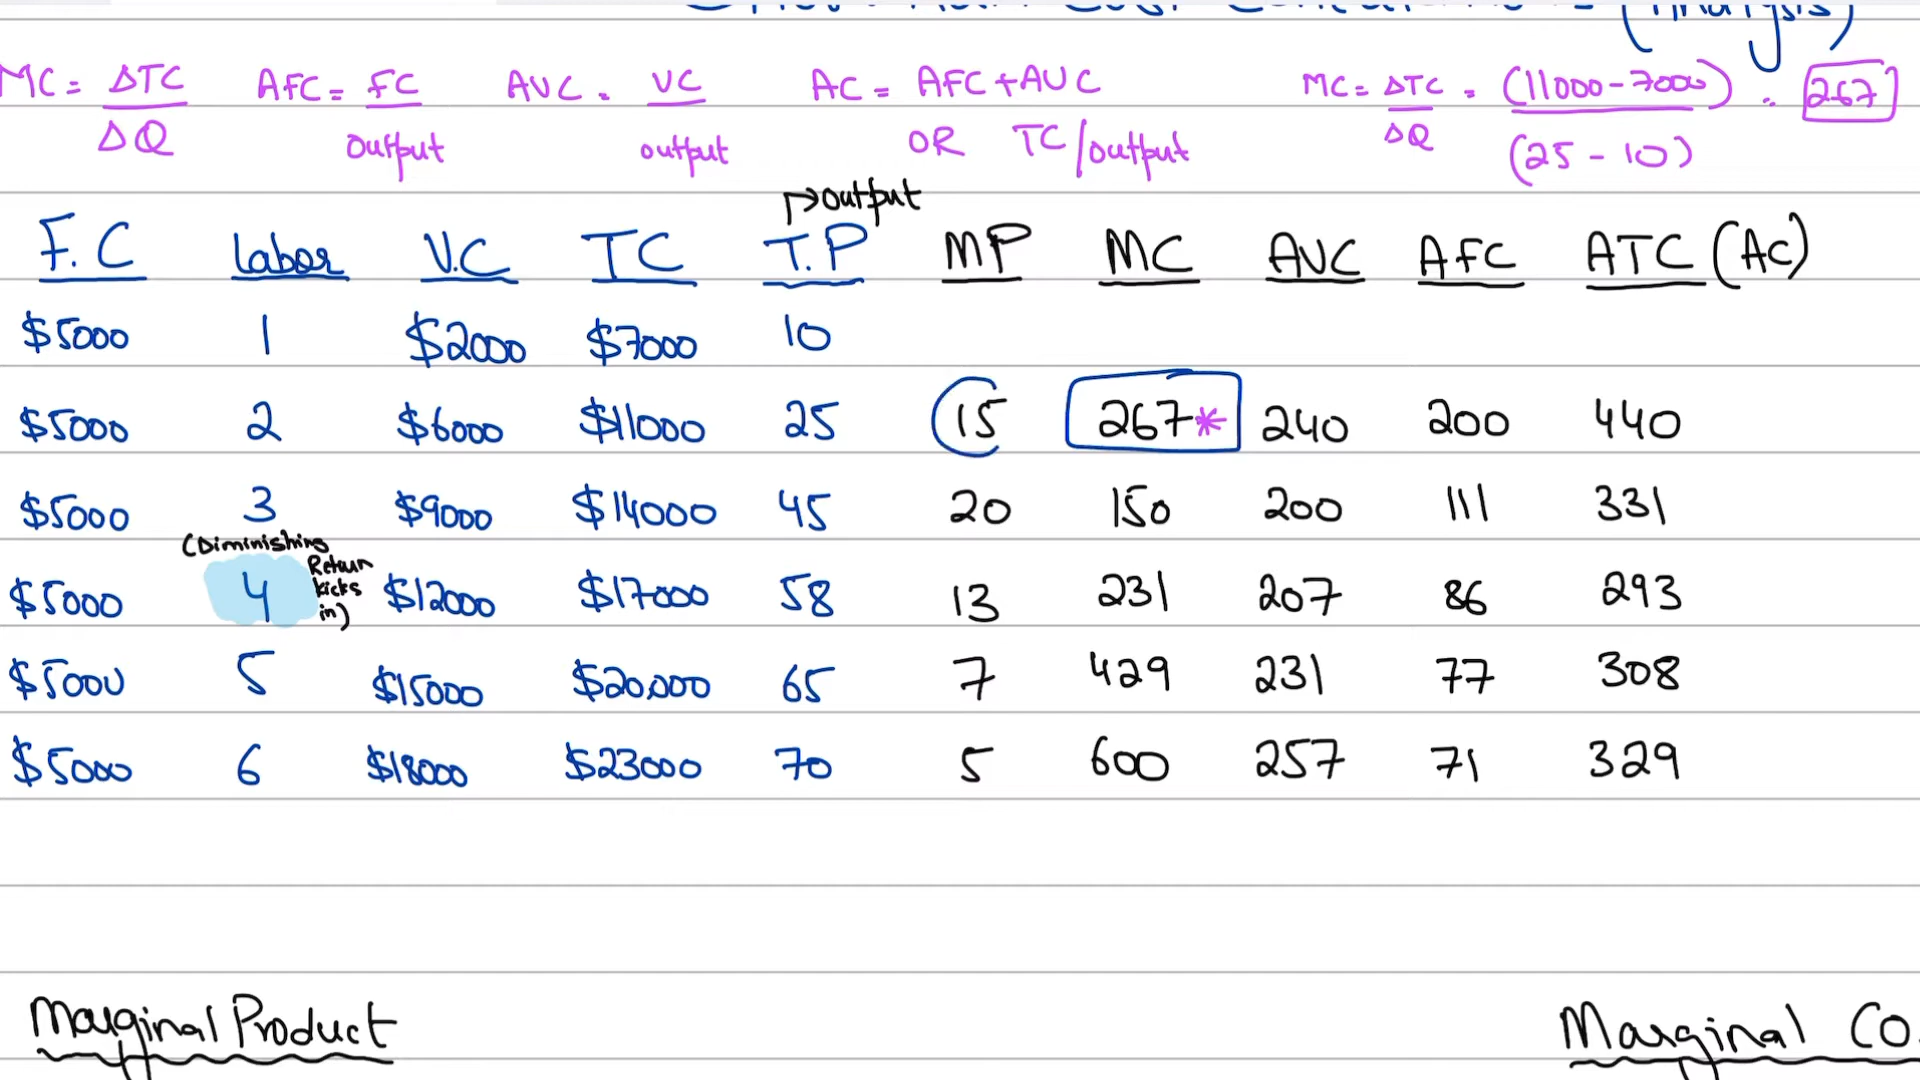 (Analysis)
MC = ΔTC / ΔQ AFC = FC / output AVC = VC / output AC = AFC + AVC OR TC/output MC = ΔTC / ΔQ = (11000 - 7000) / (25 - 10) = 267
→ output
F.C Labor V.C TC T.P MP MC AVC AFC ATC (AC)
$5000 1 $2000 $7000 10
$5000 2 $6000 $11000 25 15 267* 240 200 440
$5000 3 $9000 $14000 45 20 150 200 111 331
(Diminishing Return kicks in)
$5000 4 $12000 $17000 58 13 231 207 86 293
$5000 5 $15000 $20,000 65 7 429 231 77 308
$5000 6 $18000 $23000 70 5 600 257 71 329
Marginal Product Marginal Co